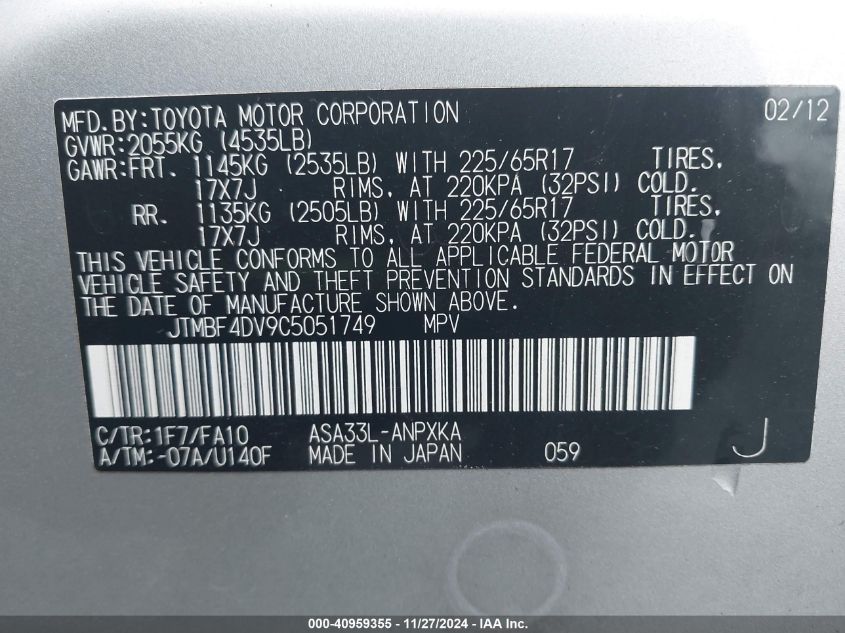 MFD.BY:TOYOTA MOTOR CORPORATION 02/12
GVWR:2055KG (4535LB)
GAWR:FRT. 1145KG (2535LB) WITH 225/65R17 TIRES,
17X7J RIMS, AT 220KPA (32PSI) COLD.
RR. 1135KG (2505LB) WITH 225/65R17 TIRES,
17X7J RIMS, AT 220KPA (32PSI) COLD.
THIS VEHICLE CONFORMS TO ALL APPLICABLE FEDERAL MOTOR
VEHICLE SAFETY AND THEFT PREVENTION STANDARDS IN EFFECT ON
THE DATE OF MANUFACTURE SHOWN ABOVE.
JTMBF4DV9C5051749 MPV
C/TR:1F7/FA10 ASA33L-ANPXKA
A/TM:-07A/U140F MADE IN JAPAN 059 J
000-40959355 - 11/27/2024 - IAA Inc.